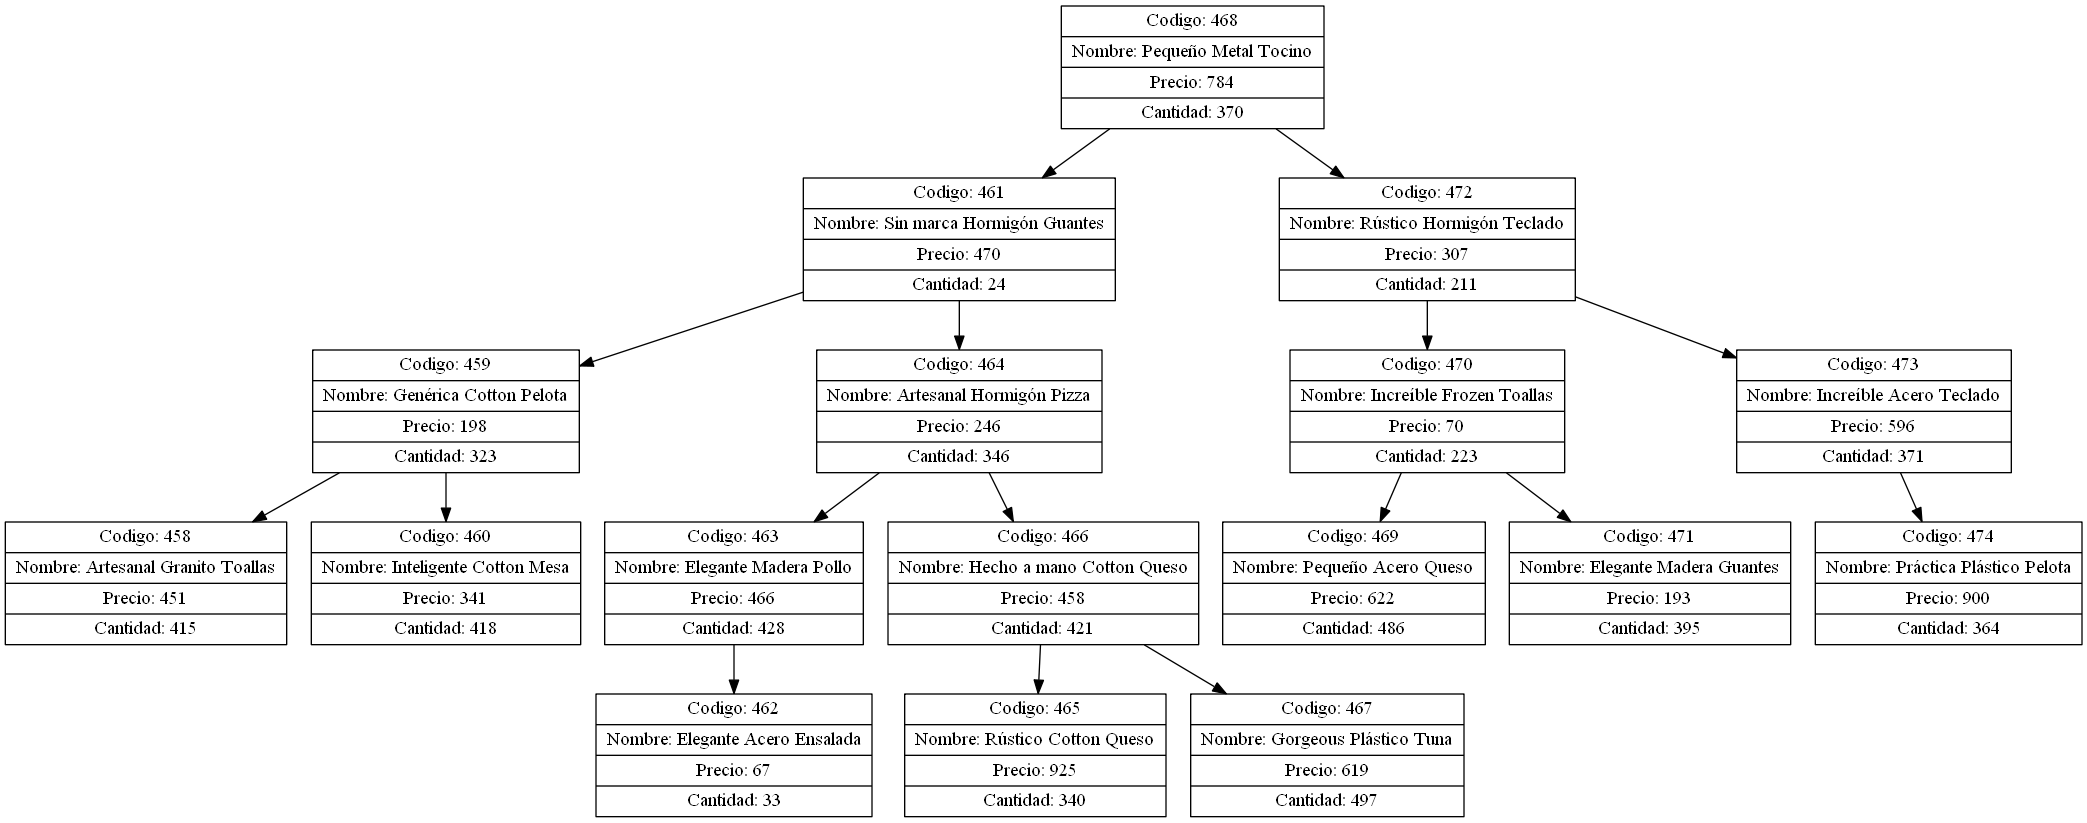 Codigo: 468
Nombre: Pequeño Metal Tocino
Precio: 784
Cantidad: 370
Codigo: 461
Nombre: Sin marca Hormigón Guantes
Precio: 470
Cantidad: 24
Codigo: 472
Nombre: Rústico Hormigón Teclado
Precio: 307
Cantidad: 211
Codigo: 459
Nombre: Genérica Cotton Pelota
Precio: 198
Cantidad: 323
Codigo: 464
Nombre: Artesanal Hormigón Pizza
Precio: 246
Cantidad: 346
Codigo: 470
Nombre: Increíble Frozen Toallas
Precio: 70
Cantidad: 223
Codigo: 473
Nombre: Increíble Acero Teclado
Precio: 596
Cantidad: 371
Codigo: 458
Nombre: Artesanal Granito Toallas
Precio: 451
Cantidad: 415
Codigo: 460
Nombre: Inteligente Cotton Mesa
Precio: 341
Cantidad: 418
Codigo: 463
Nombre: Elegante Madera Pollo
Precio: 466
Cantidad: 428
Codigo: 466
Nombre: Hecho a mano Cotton Queso
Precio: 458
Cantidad: 421
Codigo: 469
Nombre: Pequeño Acero Queso
Precio: 622
Cantidad: 486
Codigo: 471
Nombre: Elegante Madera Guantes
Precio: 193
Cantidad: 395
Codigo: 474
Nombre: Práctica Plástico Pelota
Precio: 900
Cantidad: 364
Codigo: 462
Nombre: Elegante Acero Ensalada
Precio: 67
Cantidad: 33
Codigo: 465
Nombre: Rústico Cotton Queso
Precio: 925
Cantidad: 340
Codigo: 467
Nombre: Gorgeous Plástico Tuna
Precio: 619
Cantidad: 497